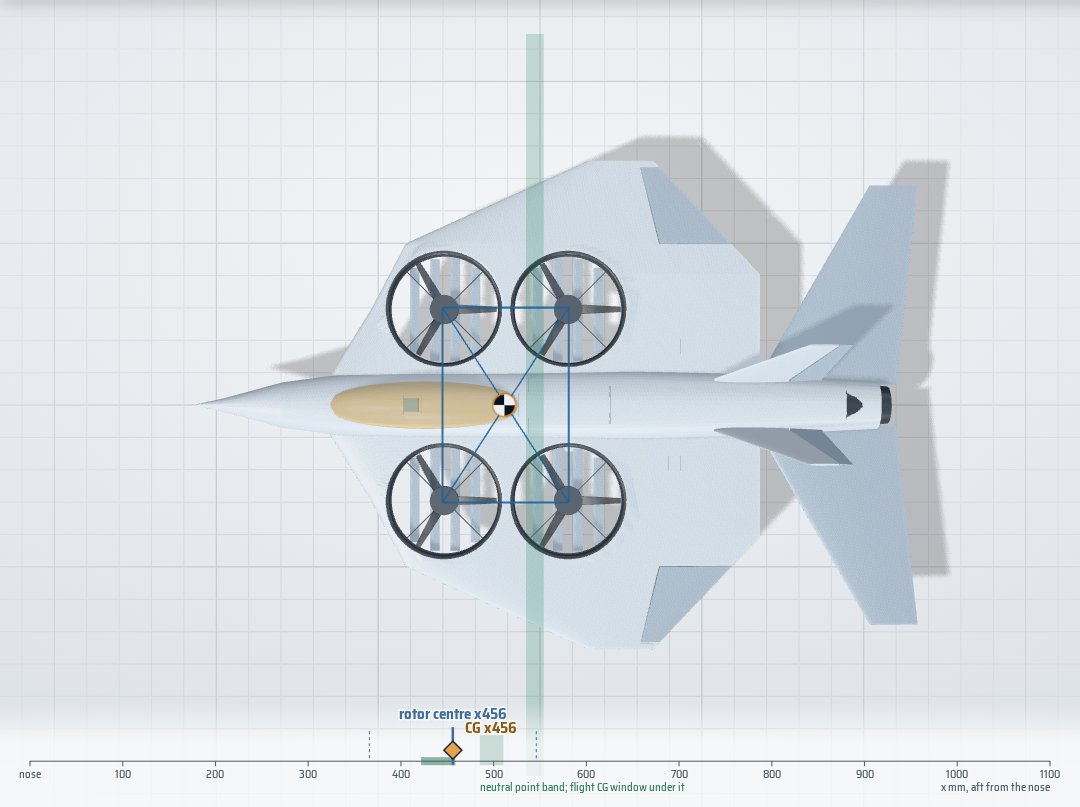 rotor centre x456
CG x456
nose 100 200 300 400 500 600 700 800 900 1000 1100
neutral point band; flight CG window under it
x mm, aft from the nose